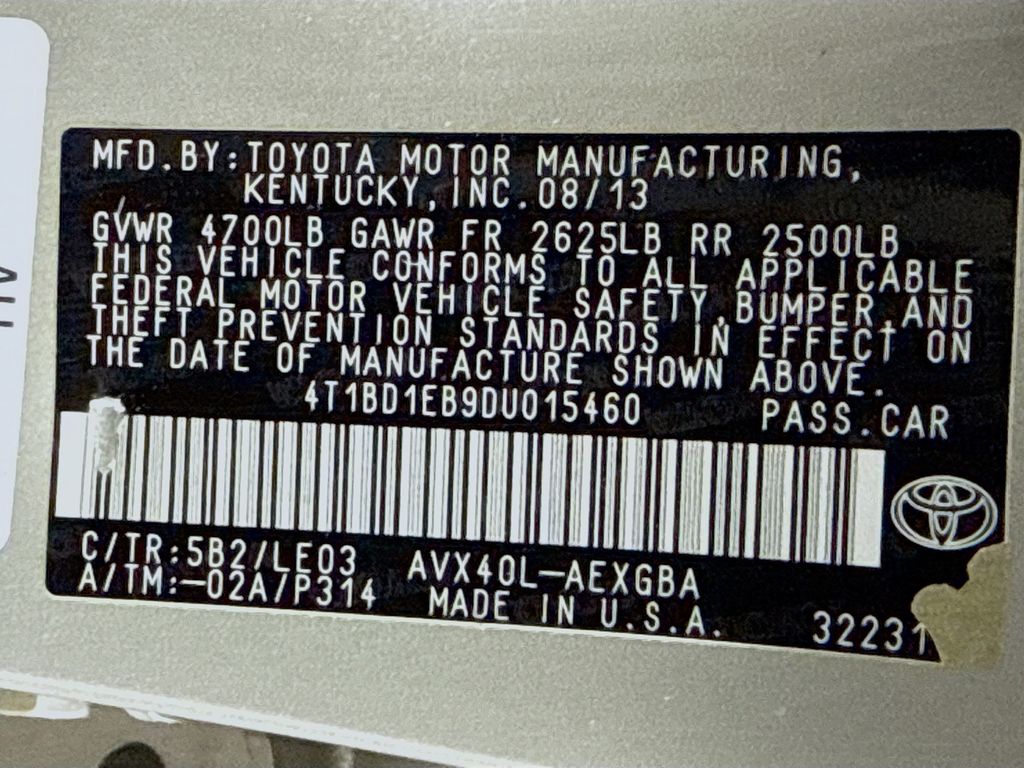 MFD.BY:TOYOTA MOTOR MANUFACTURING,
KENTUCKY, INC. 08/13
GVWR 4700LB GAWR FR 2625LB RR 2500LB
THIS VEHICLE CONFORMS TO ALL APPLICABLE
FEDERAL MOTOR VEHICLE SAFETY, BUMPER, AND
THEFT PREVENTION STANDARDS IN EFFECT ON
THE DATE OF MANUFACTURE SHOWN ABOVE.
4T1BD1EB9DU015460 PASS.CAR
C/TR:5B2/LE03 AVX40L-AEXGBA
A/TM:-02A/P314 MADE IN U.S.A.
32231